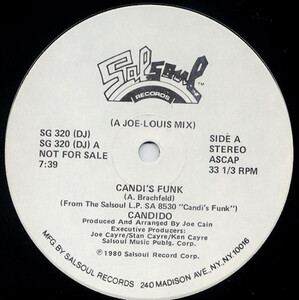 Salsoul
RECORDS
TM
(A JOE-LOUIS MIX)
SG 320 (DJ)
SG 320 (DJ) A
NOT FOR SALE
7:39
SIDE A
STEREO
ASCAP
33 1/3 RPM
CANDI'S FUNK
(A. Brachfeld)
(From The Salsoul L.P. SA 8530 "Candi's Funk")
CANDIDO
Produced And Arranged By Joe Cain
Executive Producers:
Joe Cayre/Stan Cayre/Ken Cayre
Salsoul Music Publg. Corp.
℗ 1980 Salsoul Record Corp.
MFG BY SALSOUL RECORDS 240 MADISON AVE., NY, NY 10016